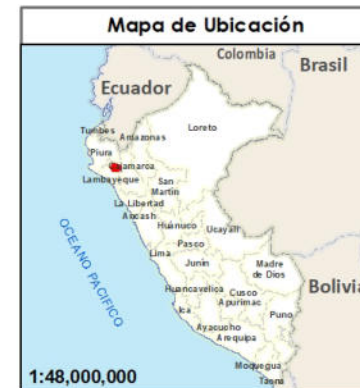 Mapa de Ubicación
Colombia
Brasil
Ecuador
Tumbes
Amazonas
Loreto
Piura
Cajamarca
Lambayeque
San
Martín
La Libertad
Ancash
Huánuco
Ucayali
Pasco
Lima
Junín
Madre
de Dios
Huancavelica
Cusco
Bolivia
Apurimac
Ica
Puno
Ayacucho
Arequipa
Moquegua
Tacna
OCEANO PACIFICO
1:48,000,000